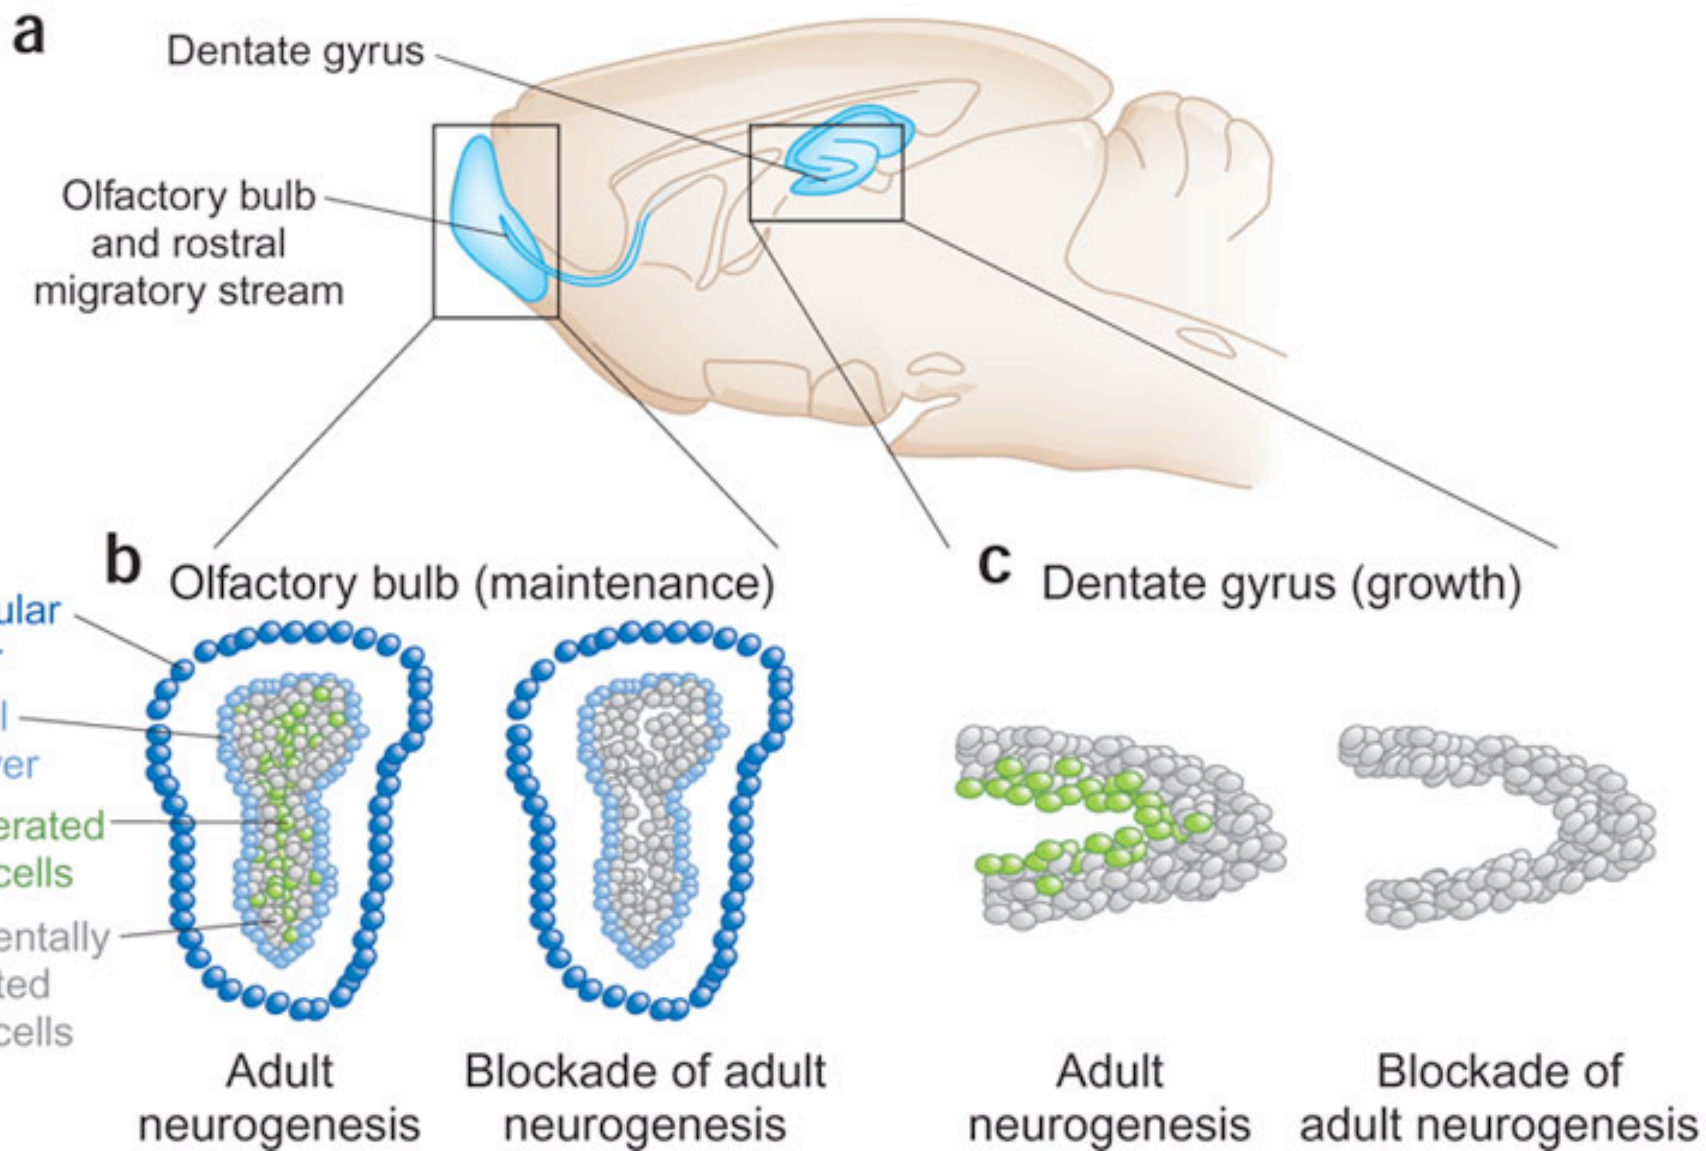 a
Dentate gyrus
Olfactory bulb
and rostral
migratory stream
b
Olfactory bulb (maintenance)
c
Dentate gyrus (growth)
ular
l
er
erated
cells
entally
ted
cells
Adult
neurogenesis
Blockade of adult
neurogenesis
Adult
neurogenesis
Blockade of
adult neurogenesis